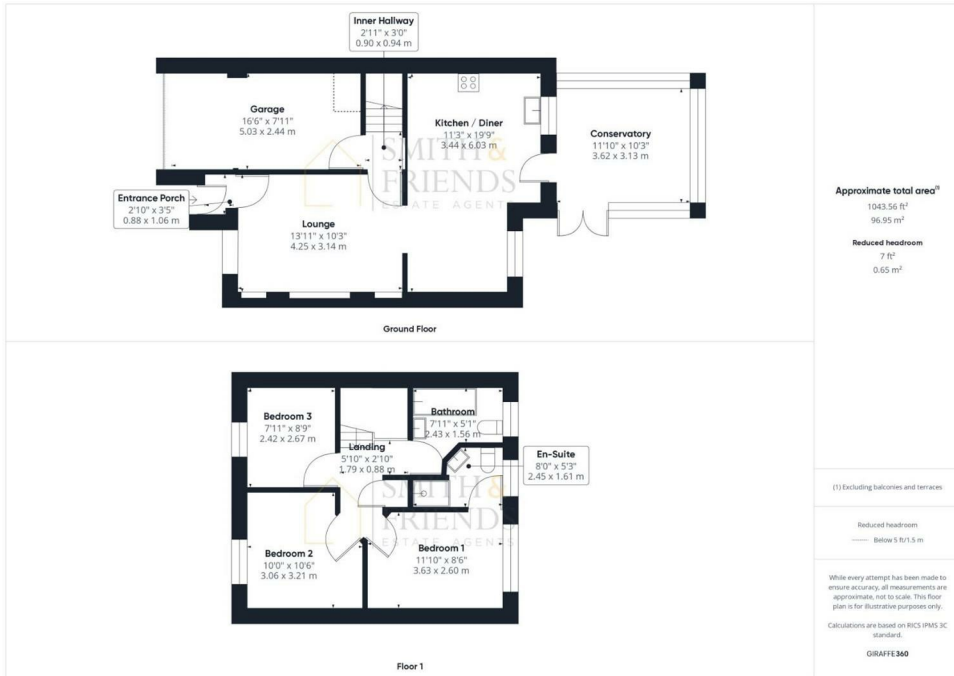 Inner Hallway
2'11" x 3'0"
0.90 x 0.94 m
Garage
16'6" x 7'11"
5.03 x 2.44 m
Kitchen / Diner
11'3" x 19'9"
3.44 x 6.03 m
Conservatory
11'10" x 10'3"
3.62 x 3.13 m
SMITH &
FRIENDS
ESTATE AGENTS
Entrance Porch
2'10" x 3'5"
0.88 x 1.06 m
Lounge
13'11" x 10'3"
4.25 x 3.14 m
Ground Floor
Bedroom 3
7'11" x 8'9"
2.42 x 2.67 m
Bathroom
7'11" x 5'1"
2.43 x 1.56 m
Landing
5'10" x 2'10"
1.79 x 0.88 m
En-Suite
8'0" x 5'3"
2.45 x 1.61 m
SMITH &
FRIENDS
ESTATE AGENTS
Bedroom 2
10'0" x 10'6"
3.06 x 3.21 m
Bedroom 1
11'10" x 8'6"
3.63 x 2.60 m
Floor 1
Approximate total area(1)
1043.56 ft²
96.95 m²
Reduced headroom
7 ft²
0.65 m²
(1) Excluding balconies and terraces
Reduced headroom
Below 5 ft/1.5 m
While every attempt has been made to
ensure accuracy, all measurements are
approximate, not to scale. This floor
plan is for illustrative purposes only.
Calculations are based on RICS IPMS 3C
standard.
GIRAFFE360